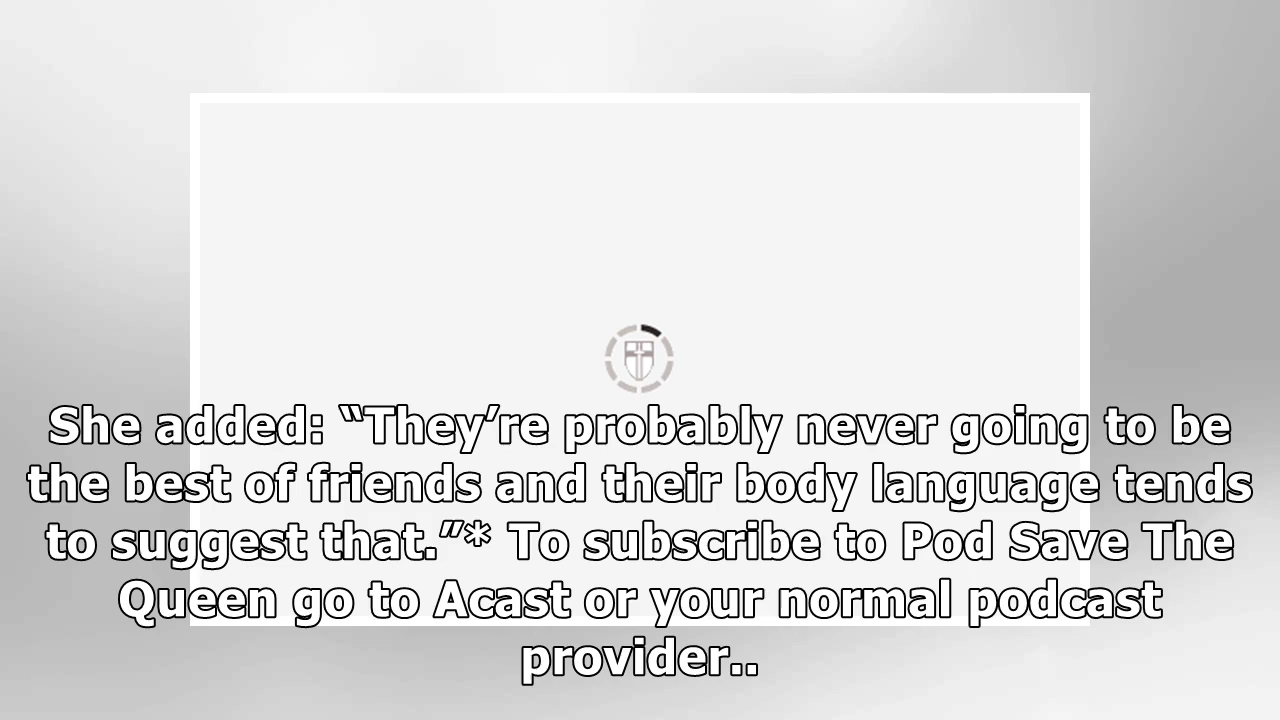 She added: “They’re probably never going to be
the best of friends and their body language tends
to suggest that.”* To subscribe to Pod Save The
Queen go to Acast or your normal podcast
provider..